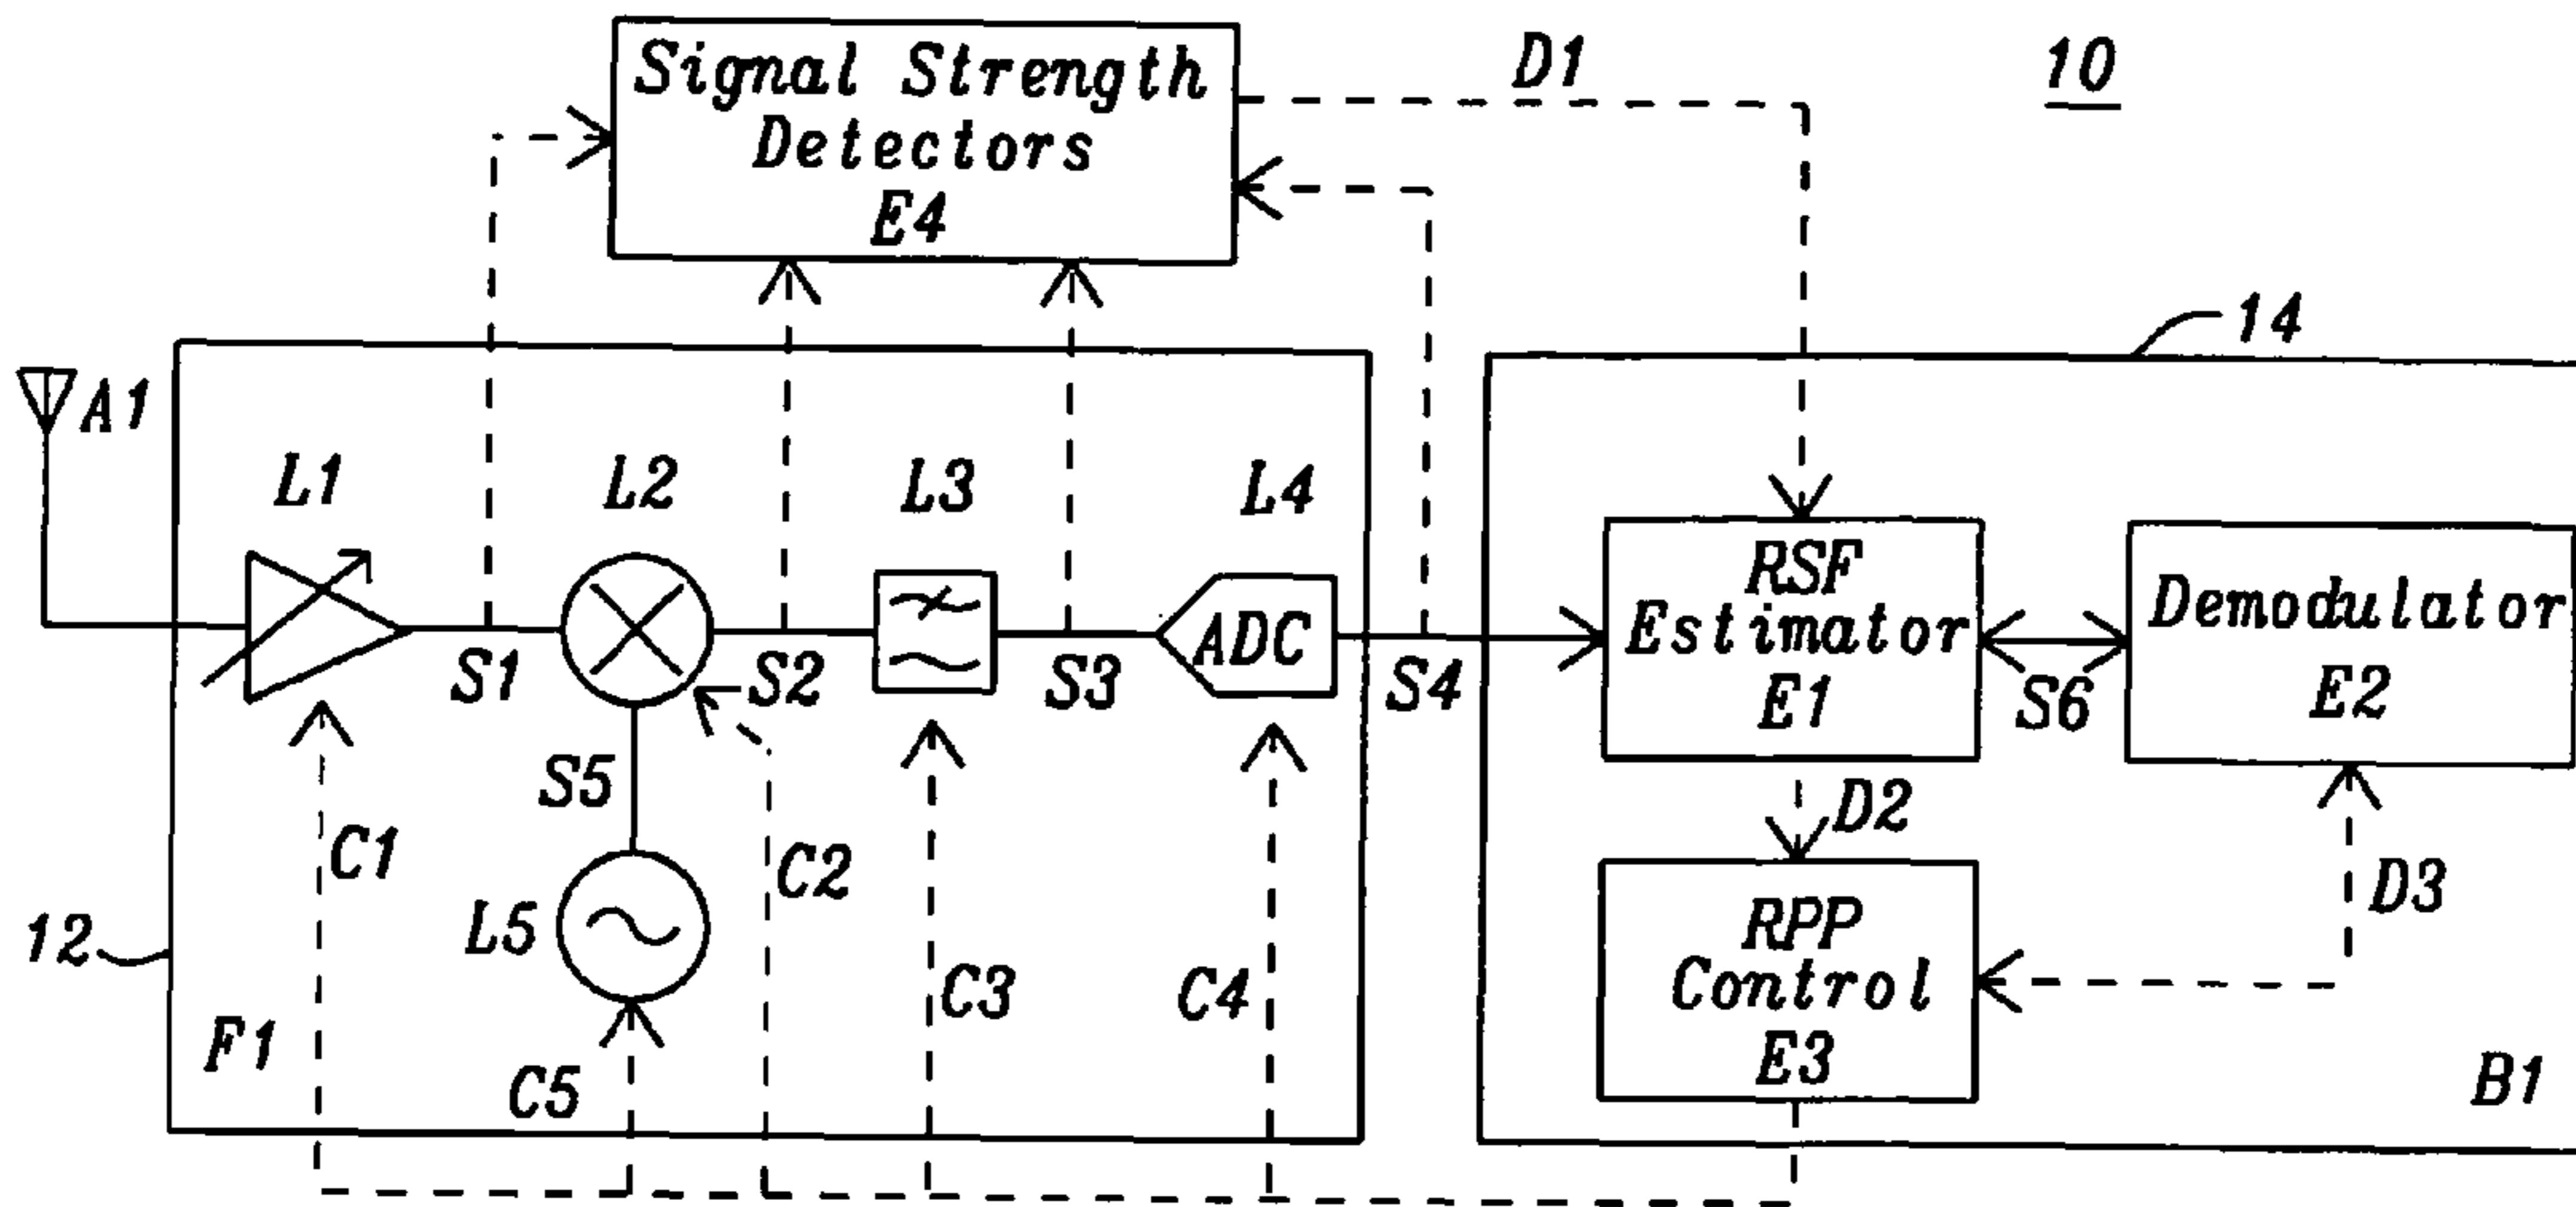 Signal Strength
Detectors
E4
D1
10
14
A1
L1
L2
L3
L4
ADC
S1
S2
S3
S4
RSF
Estimator
E1
Demodulator
E2
S6
S5
C1
C2
L5
D2
D3
12
C3
C4
RPP
Control
E3
F1
C5
B1